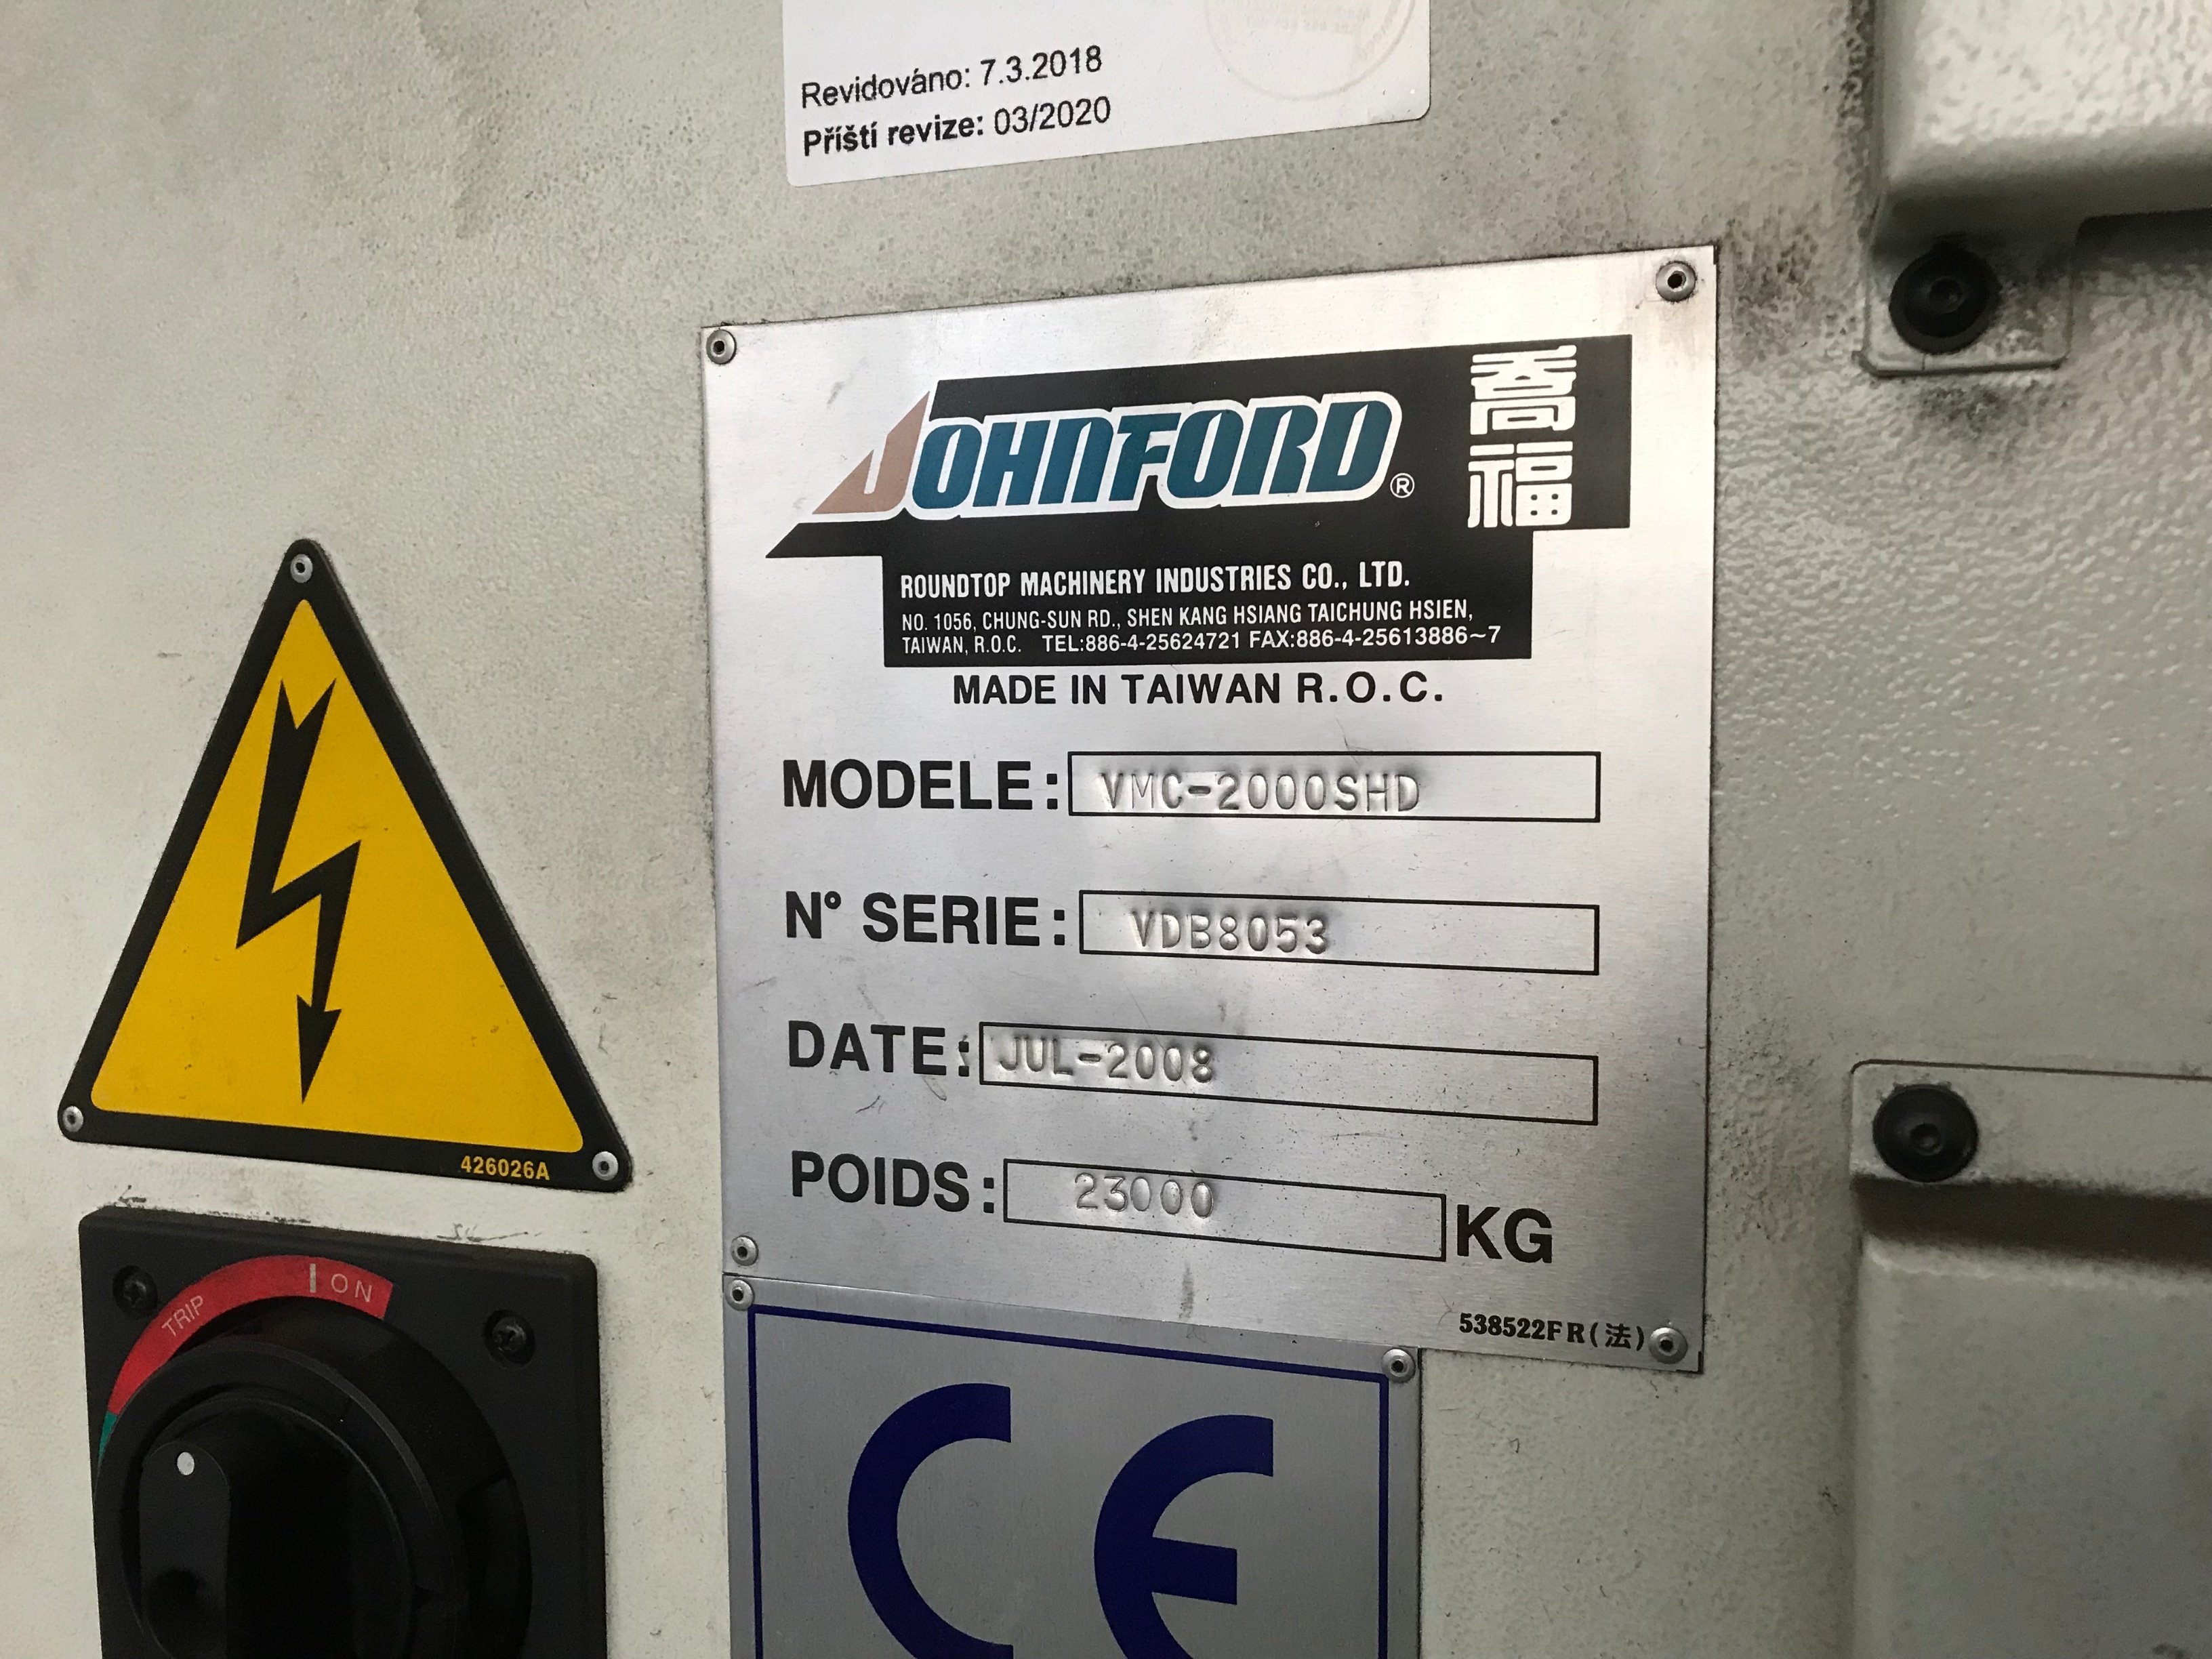 Revidováno: 7.3.2018
Příští revize: 03/2020
JOHNFORD®
喬福
ROUNDTOP MACHINERY INDUSTRIES CO., LTD.
NO. 1056, CHUNG-SUN RD., SHEN KANG HSIANG TAICHUNG HSIEN,
TAIWAN, R.O.C. TEL:886-4-25624721 FAX:886-4-25613886~7
MADE IN TAIWAN R.O.C.
MODELE: VMC-2000SHD
N° SERIE: VDB8053
DATE: JUL-2008
POIDS: 23000 KG
538522FR(法)
426026A
TRIP
I ON
CE